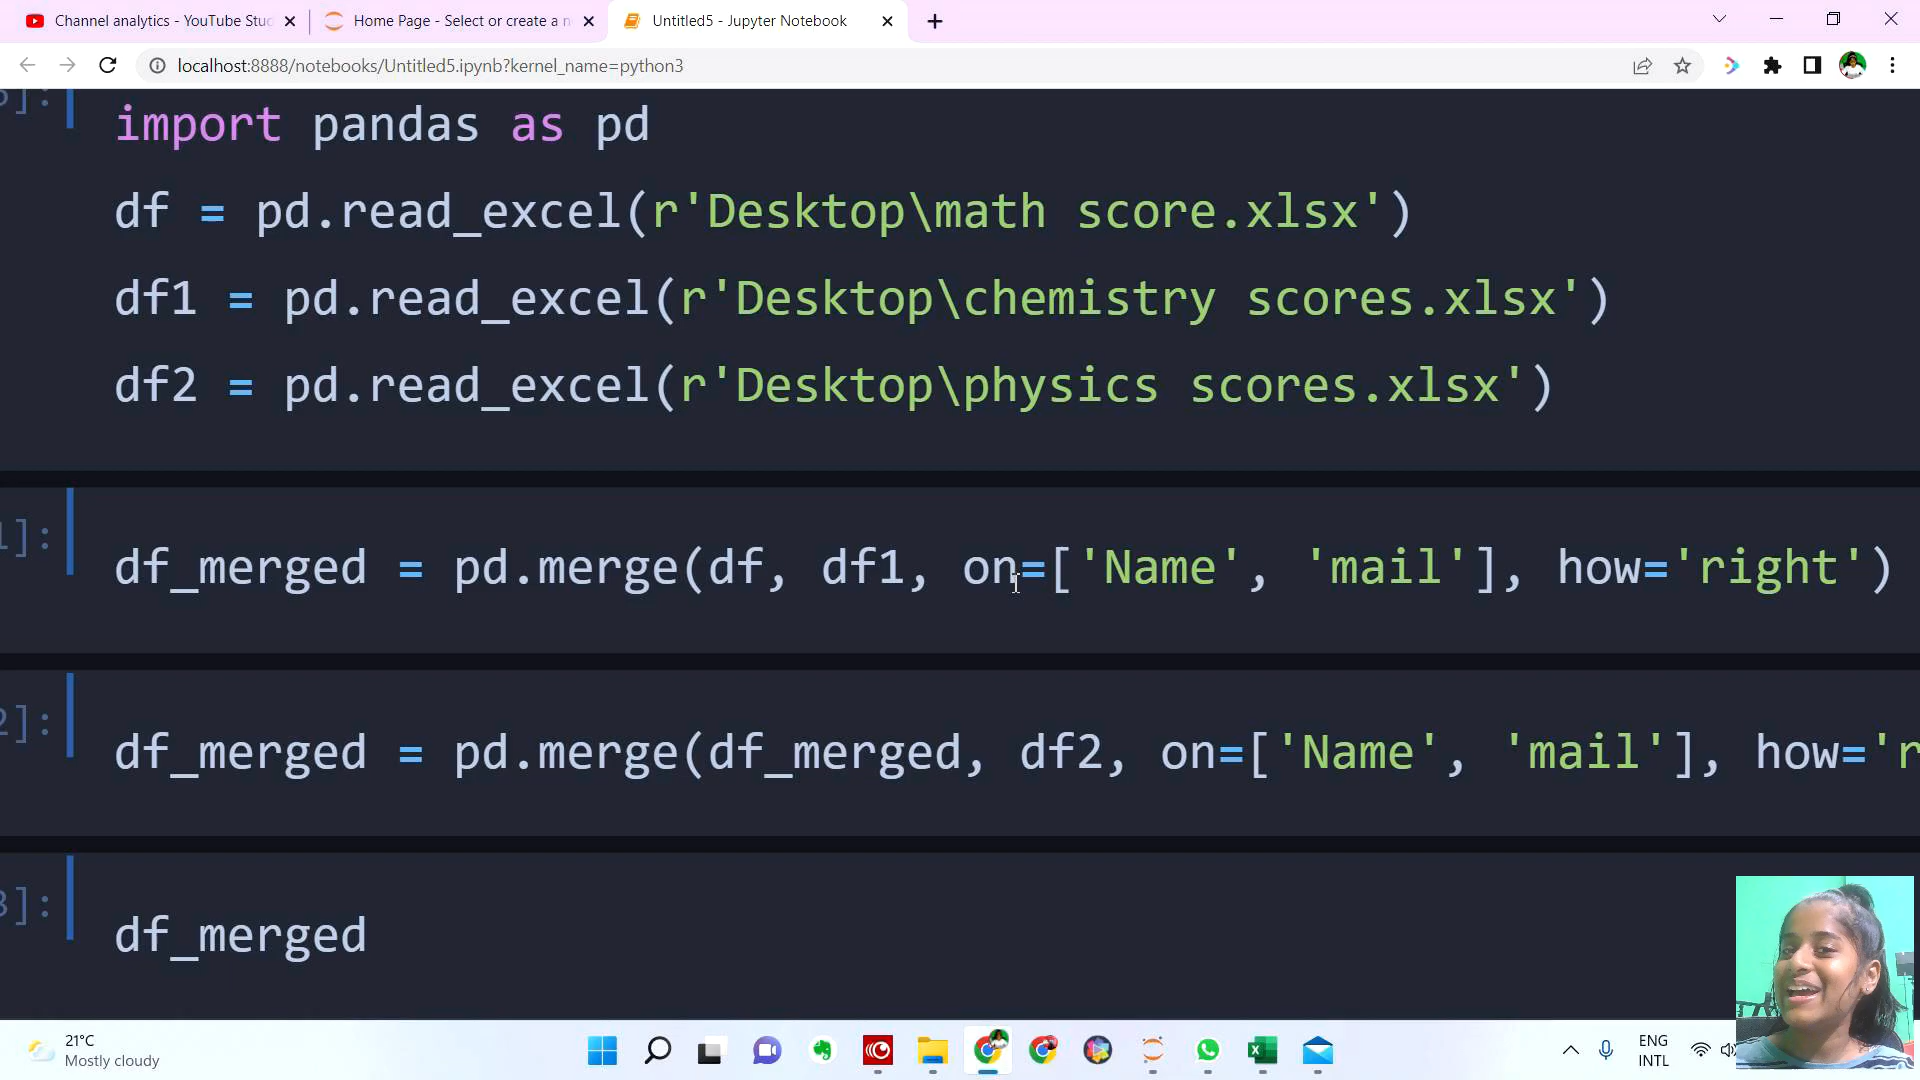 Channel analytics - YouTube Stu
Home Page - Select or create a n
Untitled5 - Jupyter Notebook
localhost:8888/notebooks/Untitled5.ipynb?kernel_name=python3
]:
import pandas as pd
df = pd.read_excel(r'Desktop\math score.xlsx')
df1 = pd.read_excel(r'Desktop\chemistry scores.xlsx')
df2 = pd.read_excel(r'Desktop\physics scores.xlsx')
1]:
df_merged = pd.merge(df, df1, on=['Name', 'mail'], how='right')
2]:
df_merged = pd.merge(df_merged, df2, on=['Name', 'mail'], how='r
3]:
df_merged
21°C
Mostly cloudy
ENG
INTL